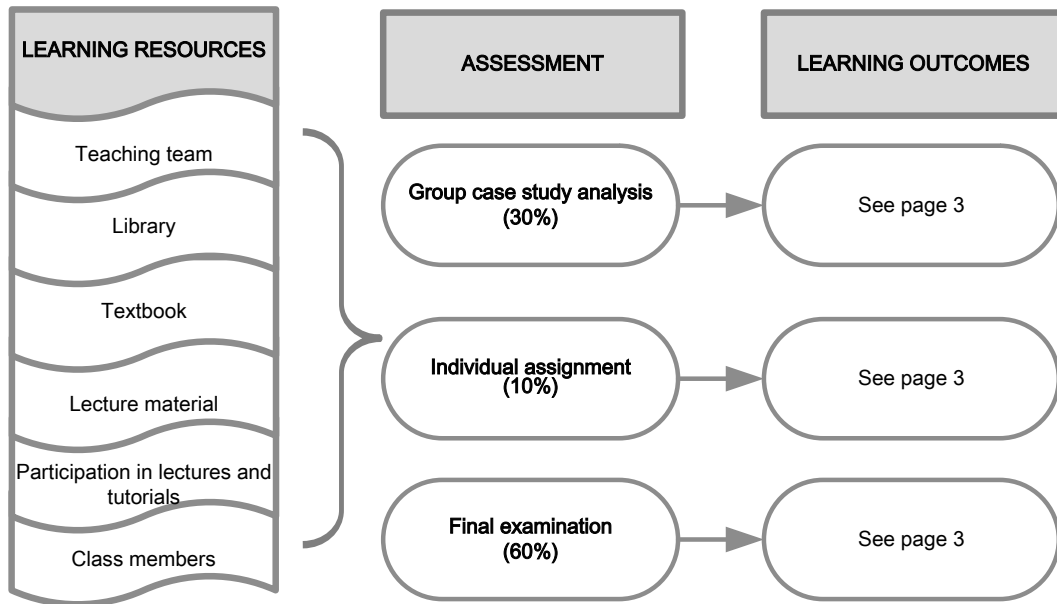 LEARNING RESOURCES
Teaching team
Library
Textbook
Lecture material
Participation in lectures and
tutorials
Class members
ASSESSMENT
Group case study analysis
(30%)
Individual assignment
(10%)
Final examination
(60%)
LEARNING OUTCOMES
See page 3
See page 3
See page 3